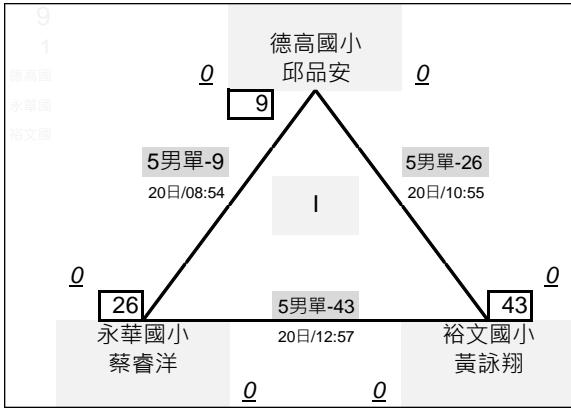 9
1
德高國
永華國
裕文國
德高國小
邱品安
0
0
9
5男單-9
20日/08:54
5男單-26
20日/10:55
I
0
0
26
5男單-43
43
永華國小
蔡睿洋
20日/12:57
裕文國小
黃詠翔
0
0